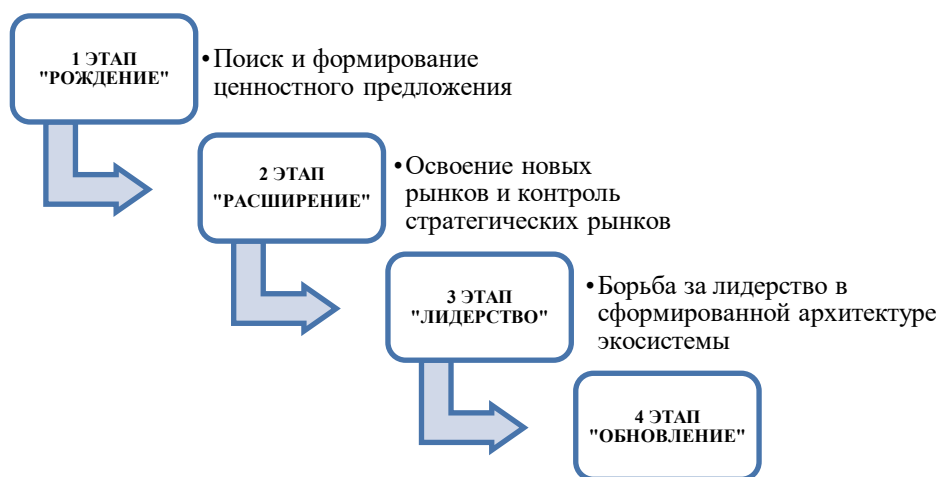 1 ЭТАП
"РОЖДЕНИЕ"
•Поиск и формирование
ценностного предложения
2 ЭТАП
"РАСШИРЕНИЕ"
•Освоение новых
рынков и контроль
стратегических рынков
3 ЭТАП
"ЛИДЕРСТВО"
•Борьба за лидерство в
сформированной архитектуре
экосистемы
4 ЭТАП
"ОБНОВЛЕНИЕ"